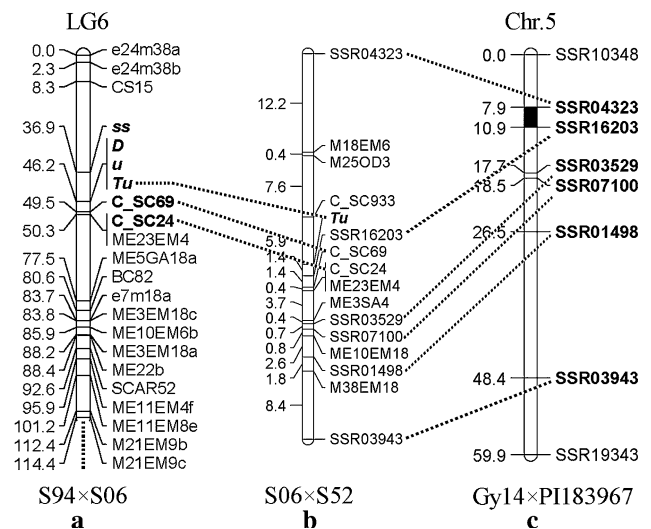 LG6
Chr.5
0.0 e24m38a
2.3 e24m38b
8.3 CS15
36.9 ss
D
46.2 u
Tu
49.5 C_SC69
50.3 C_SC24
ME23EM4
77.5 ME5GA18a
80.6 BC82
83.7 e7m18a
83.8 ME3EM18c
85.9 ME10EM6b
88.2 ME3EM18a
88.4 ME22b
92.6 SCAR52
95.9 ME11EM4f
101.2 ME11EM8e
112.4 M21EM9b
114.4 M21EM9c
S94×S06
a
SSR04323
12.2
M18EM6
0.4
M25OD3
7.6
C_SC933
Tu
SSR16203
5.9
C_SC69
1.4
C_SC24
1.4
ME23EM4
0.4
ME3SA4
3.7
SSR03529
0.4
SSR07100
0.7
ME10EM18
0.8
SSR01498
2.6
M38EM18
1.8
8.4
SSR03943
S06×S52
b
0.0 SSR10348
7.9 SSR04323
10.9 SSR16203
17.7 SSR03529
18.5 SSR07100
26.5 SSR01498
48.4 SSR03943
59.9 SSR19343
Gy14×PI183967
c